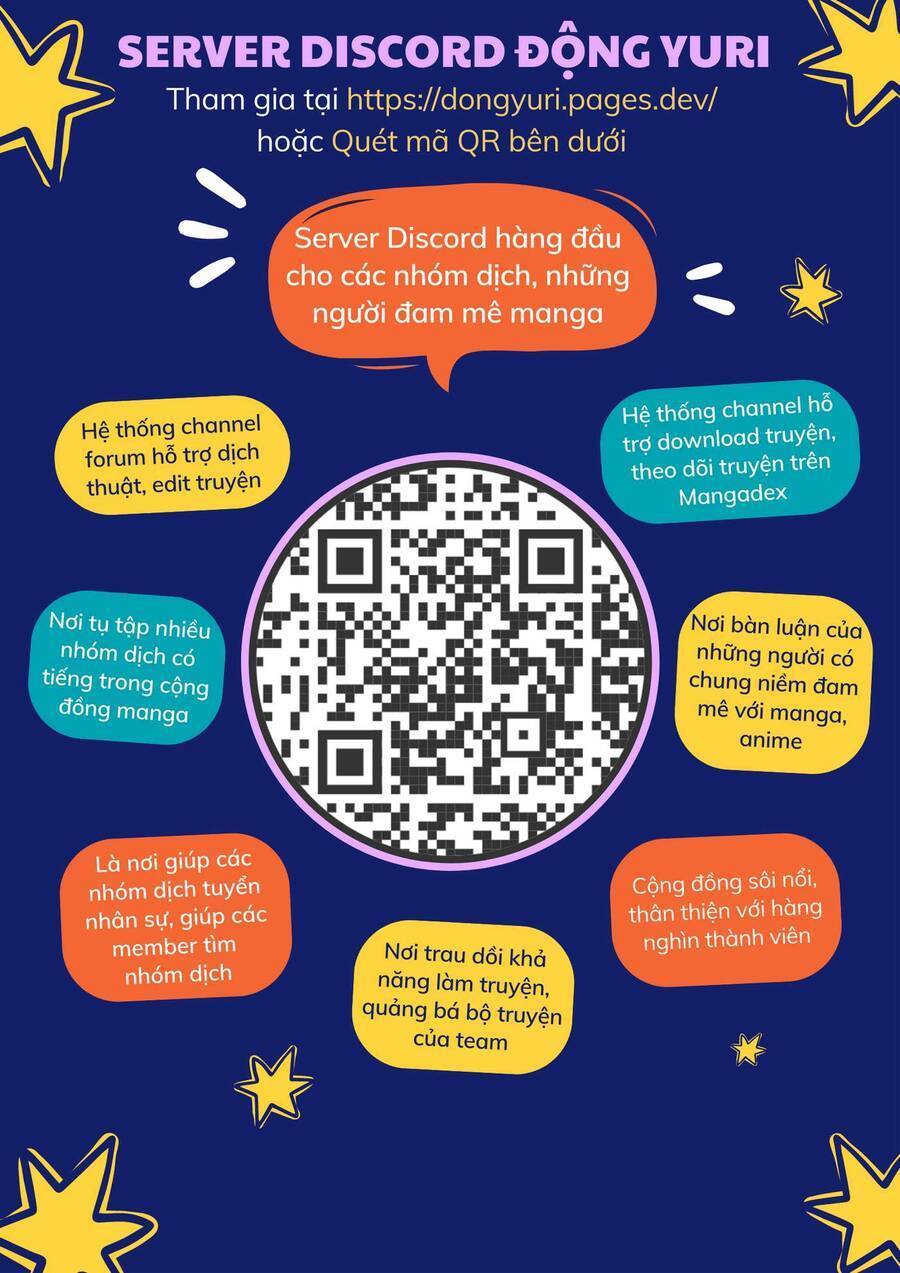 SERVER DISCORD ĐỘNG YURI
Tham gia tại https://dongyuri.pages.dev/
hoặc Quét mã QR bên dưới
Server Discord hàng đầu
cho các nhóm dịch, những
người đam mê manga
Hệ thống channel
forum hỗ trợ dịch
thuật, edit truyện
Hệ thống channel hỗ
trợ download truyện,
theo dõi truyện trên
Mangadex
Nơi tụ tập nhiều
nhóm dịch có
tiếng trong cộng
đồng manga
Nơi bàn luận của
những người có
chung niềm đam
mê với manga,
anime
Là nơi giúp các
nhóm dịch tuyển
nhân sự, giúp các
member tìm
nhóm dịch
Cộng đồng sôi nổi,
thân thiện với hàng
nghìn thành viên
Nơi trau dồi khả
năng làm truyện,
quảng bá bộ truyện
của team